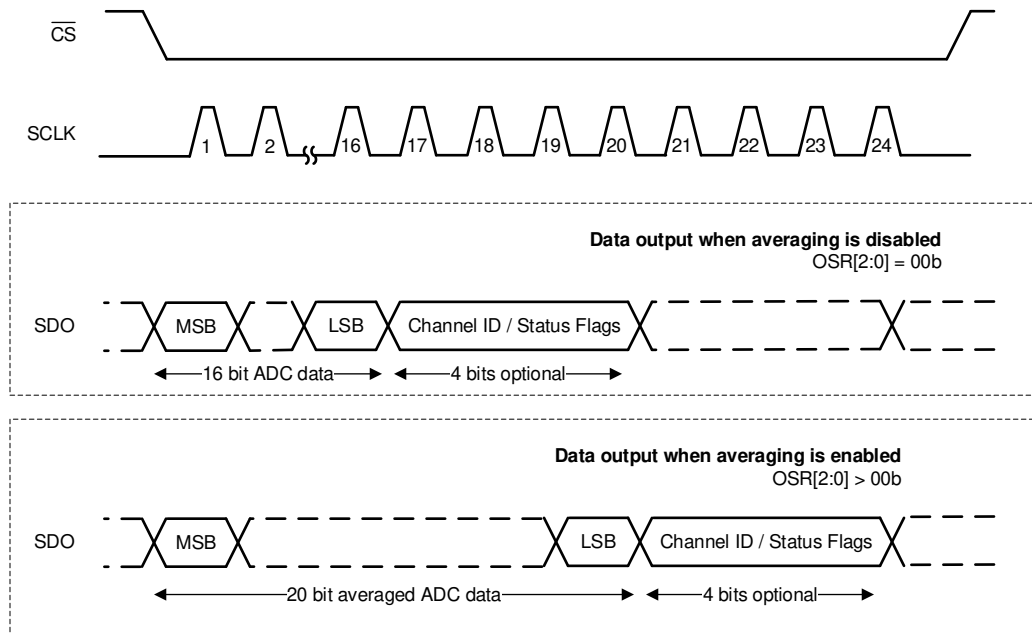 CS
SCLK
1 2 16 17 18 19 20 21 22 23 24
Data output when averaging is disabled
OSR[2:0] = 00b
SDO
MSB LSB Channel ID / Status Flags
16 bit ADC data 4 bits optional
Data output when averaging is enabled
OSR[2:0] > 00b
SDO
MSB LSB Channel ID / Status Flags
20 bit averaged ADC data 4 bits optional